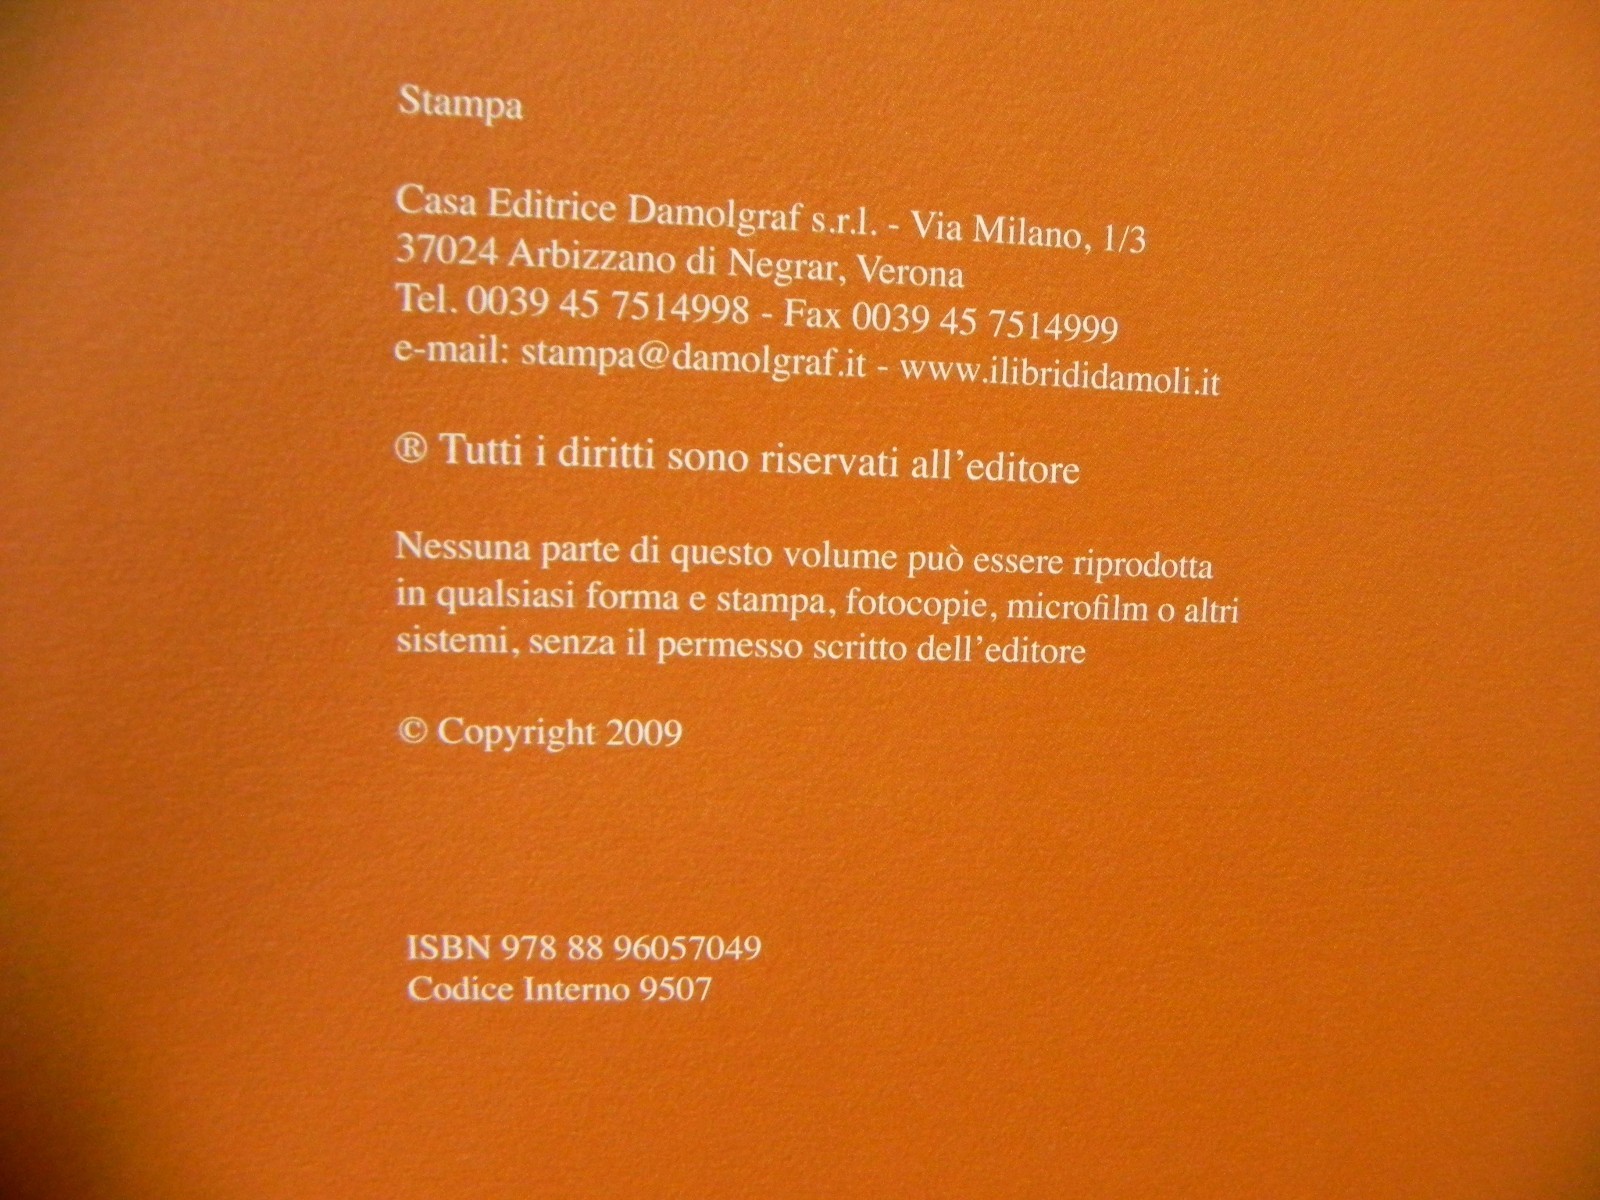 Stampa
Casa Editrice Damolgraf s.r.l. - Via Milano, 1/3
37024 Arbizzano di Negrar, Verona
Tel. 0039 45 7514998 - Fax 0039 45 7514999
e-mail: stampa@damolgraf.it - www.ilibrididamoli.it
® Tutti i diritti sono riservati all’editore
Nessuna parte di questo volume può essere riprodotta
in qualsiasi forma e stampa, fotocopie, microfilm o altri
sistemi, senza il permesso scritto dell’editore
© Copyright 2009
ISBN 978 88 96057049
Codice Interno 9507